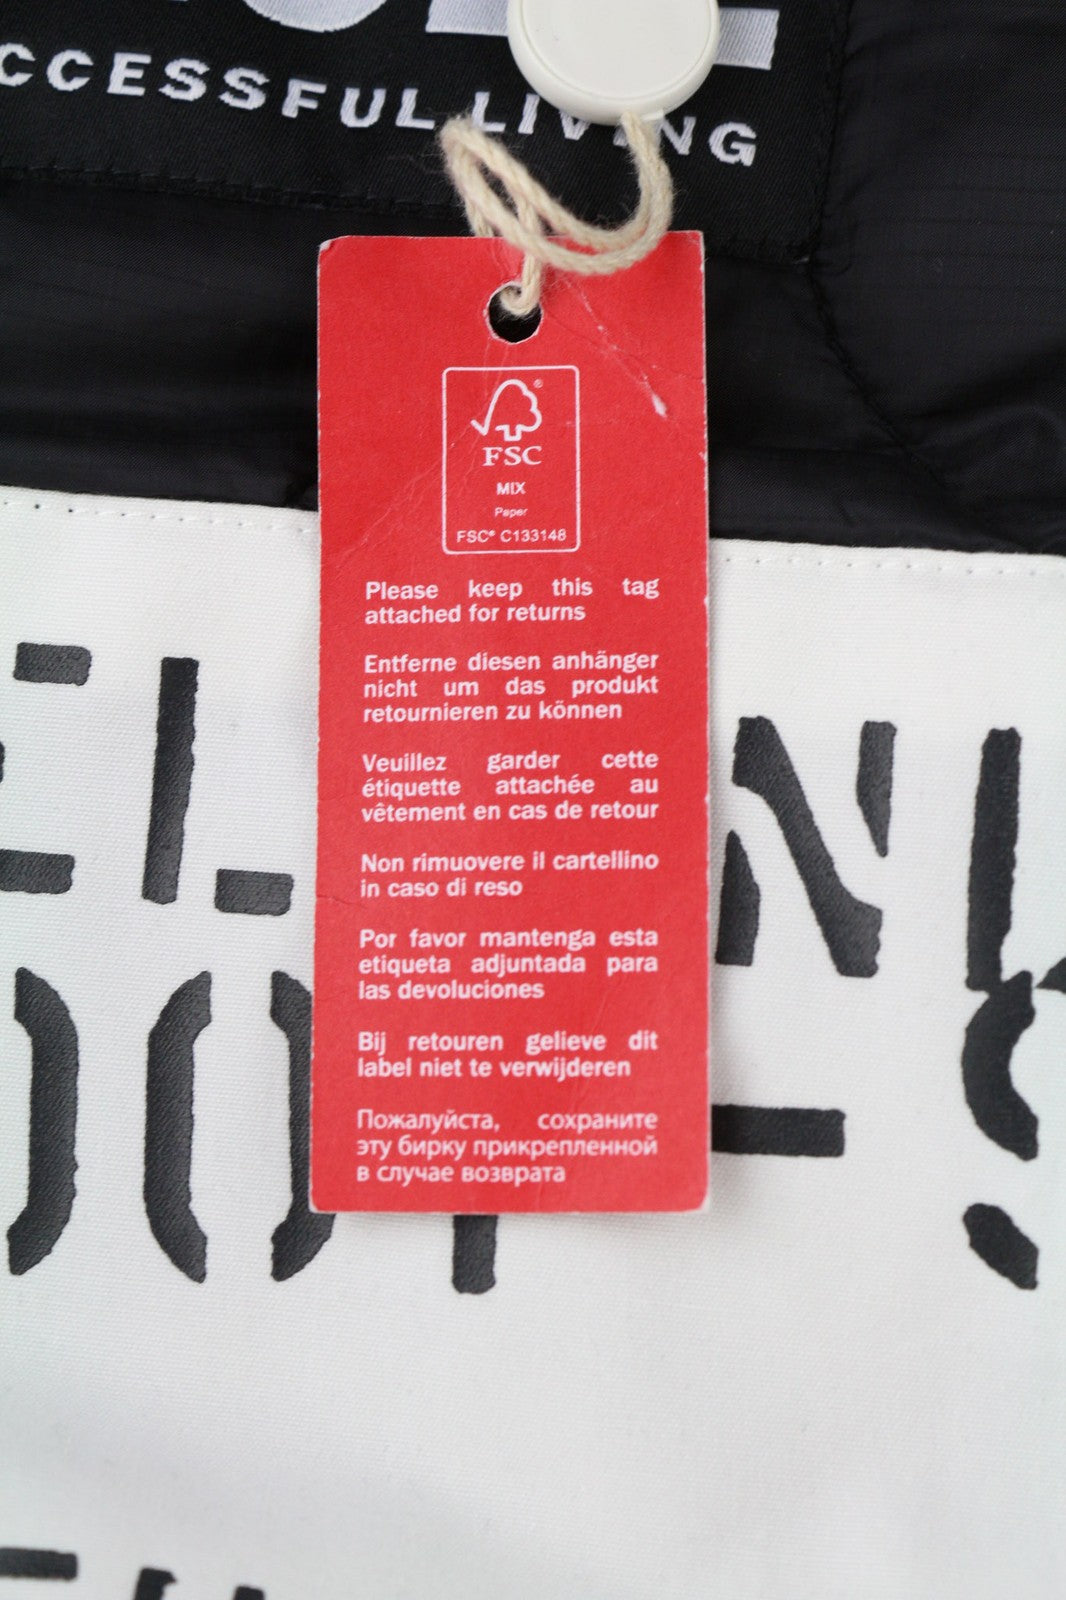 CCESSFUL LIVING
FSC
MIX
Paper
FSC® C133148
Please keep this tag
attached for returns
Entferne diesen anhänger
nicht um das produkt
retournieren zu können
Veuillez garder cette
étiquette attachée au
vêtement en cas de retour
Non rimuovere il cartellino
in caso di reso
Por favor mantenga esta
etiqueta adjuntada para
las devoluciones
Bij retouren gelieve dit
label niet te verwijderen
Пожалуйста, сохраните
эту бирку прикрепленной
в случае возврата